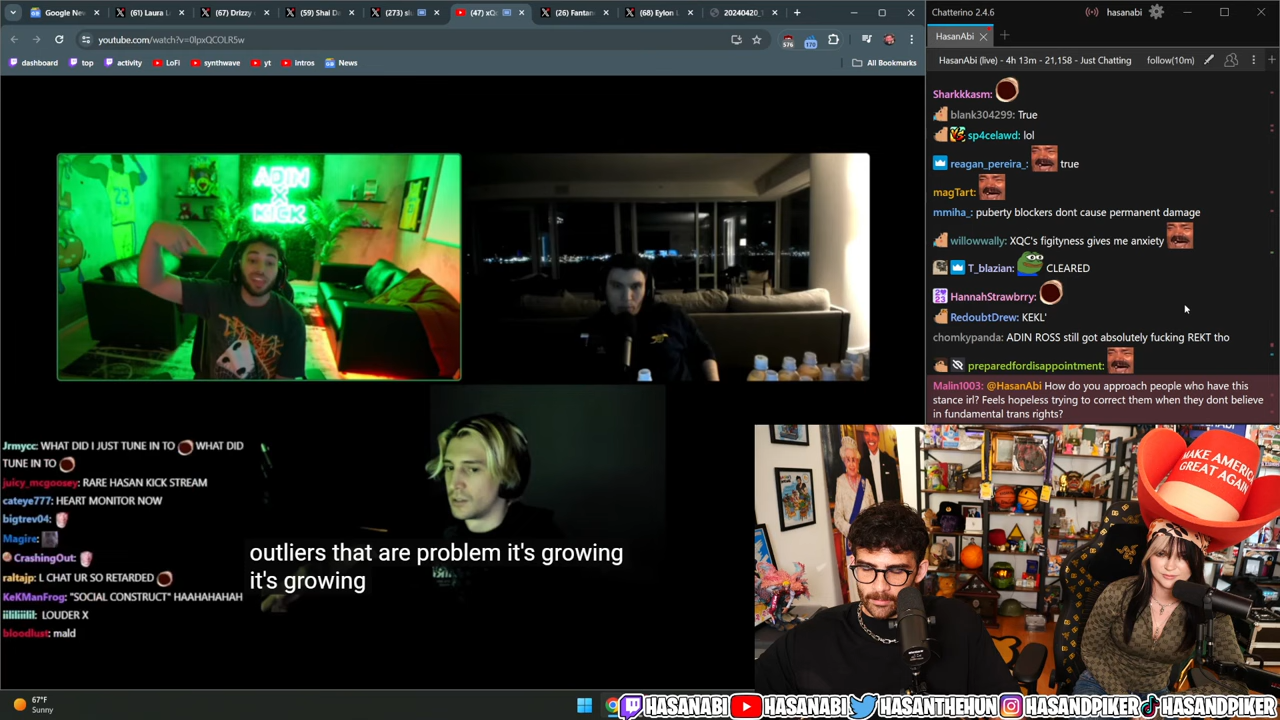 Google New
(61) Laura L
(67) Drizzy
(59) Shai De
(273) sl
(47) xQ
(26) Fantan
(68) Eylon L
20240420_
youtube.com/watch?v=0lpxQCOLR5w
576
170
dashboard
top
activity
LoFi
synthwave
yt
intros
News
All Bookmarks
ADIN
X
KICK
23
Jrmycc: WHAT DID I JUST TUNE IN TO WHAT DID
TUNE IN TO
juicy_mcgoosey: RARE HASAN KICK STREAM
cateye777: HEART MONITOR NOW
bigtrev04:
Magire:
CrashingOut:
raltajp: L CHAT UR SO RETARDED
KeKManFrog: "SOCIAL CONSTRUCT" HAAHAHAHAH
LOUDER X
bloodlust: mald
outliers that are problem it's growing
it's growing
Chatterino 2.4.6
hasanabi
HasanAbi
HasanAbi (live) - 4h 13m - 21,158 - Just Chatting
follow(10m)
Sharkkkasm:
blank304299: True
sp4celawd: lol
reagan_pereira_: true
magTart:
mmiha_: puberty blockers dont cause permanent damage
willowwally: XQC's figityness gives me anxiety
T_blazian: CLEARED
HannahStrawbrry:
RedoubtDrew: KEKL'
chomkypanda: ADIN ROSS still got absolutely fucking REKT tho
preparedfordisappointment:
Malin1003: @HasanAbi How do you approach people who have this
stance irl? Feels hopeless trying to correct them when they dont believe
in fundamental trans rights?
MAKE AMERICA
GREAT AGAIN
67°F
Sunny
HASANABI
HASANABI
HASANTHEHUN
HASANDPIKER
HASANDPIKER